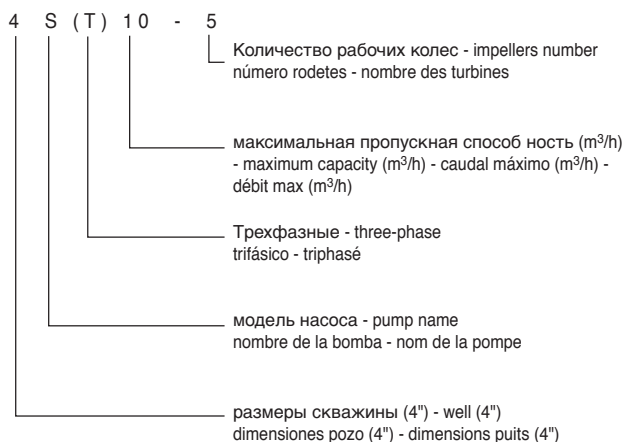 4 S (T) 10 - 5
Количество рабочих колес - impellers number
número rodetes - nombre des turbines
максимальная пропускная способ ность (m³/h)
- maximum capacity (m³/h) - caudal máximo (m³/h) -
débit max (m³/h)
Трехфазные - three-phase
trifásico - triphasé
модель насоса - pump name
nombre de la bomba - nom de la pompe
размеры скважины (4") - well (4")
dimensiones pozo (4") - dimensions puits (4")